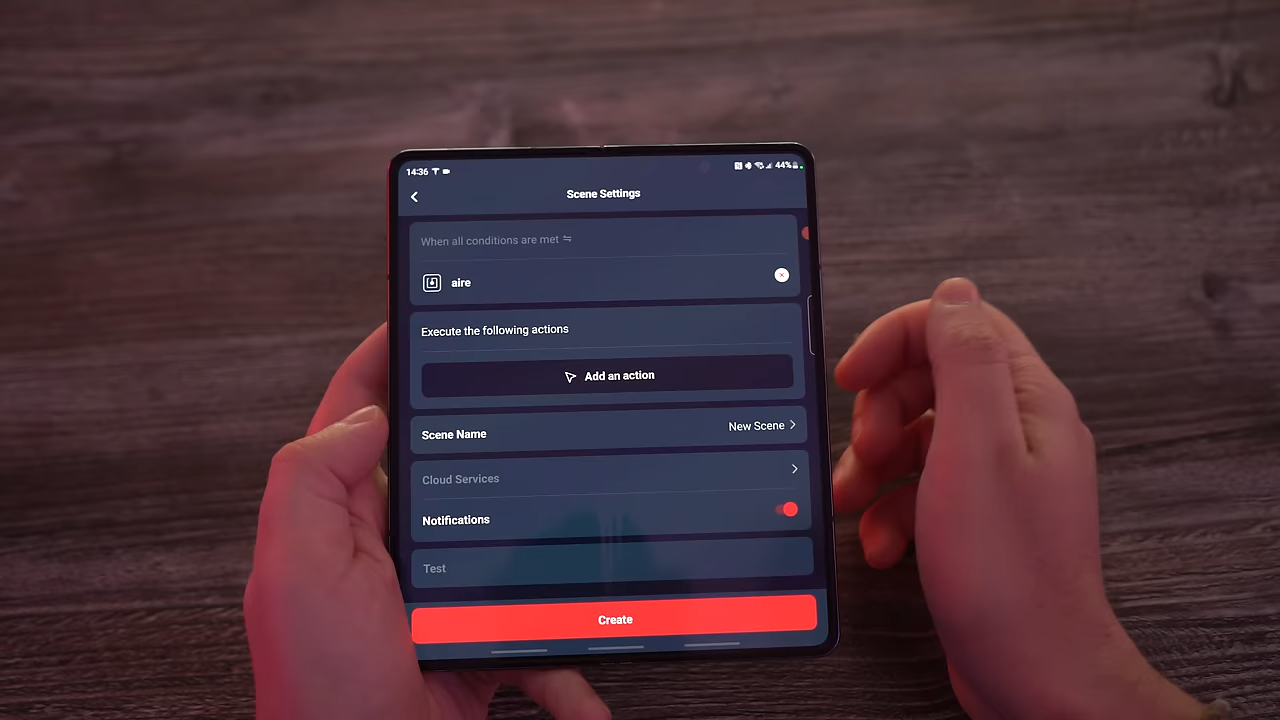 14:36
44%
Scene Settings
When all conditions are met
aire
Execute the following actions
Add an action
Scene Name
New Scene
Cloud Services
Notifications
Test
Create